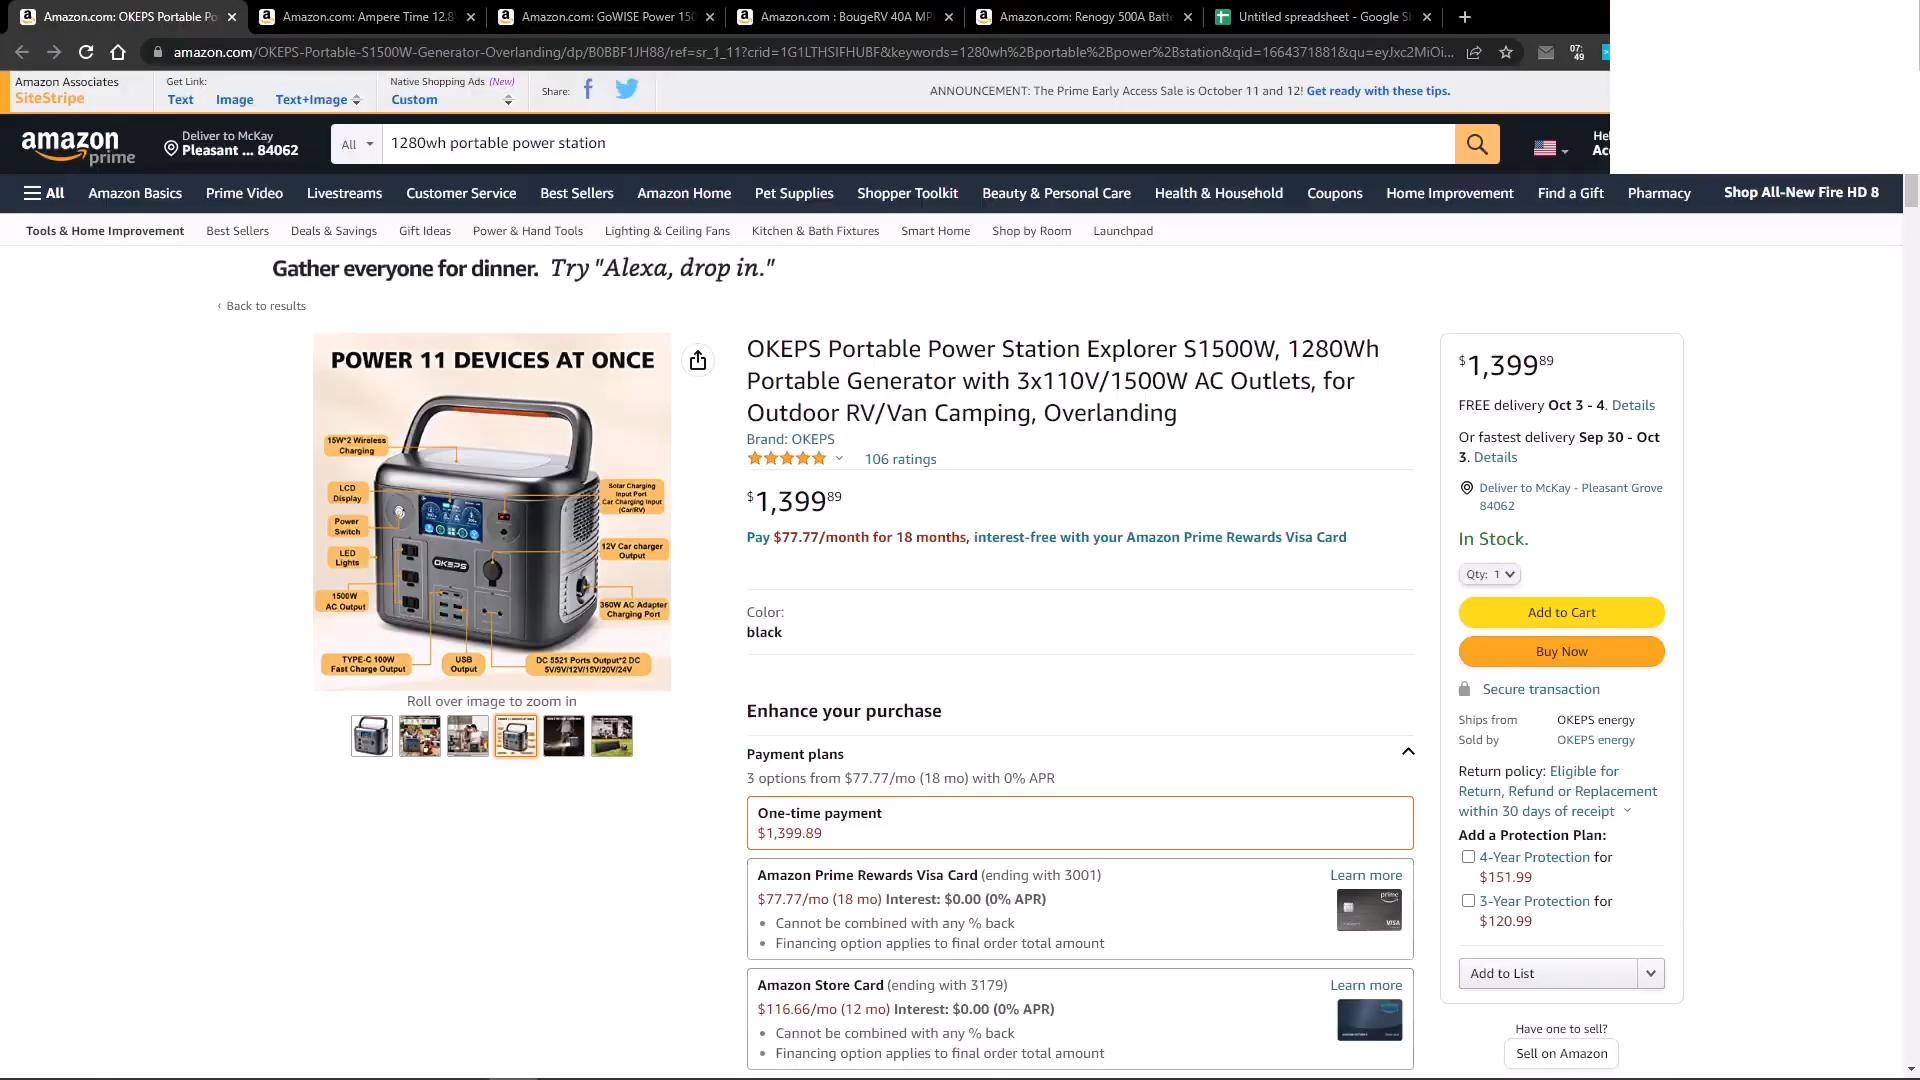 Amazon.com: OKEPS Portable Po
Amazon.com: Ampere Time 12.8
Amazon.com: GoWISE Power 150
Amazon.com : BougeRV 40A MP
Amazon.com: Renogy 500A Batte
Untitled spreadsheet - Google S
amazon.com/OKEPS-Portable-S1500W-Generator-Overlanding/dp/B0BBF1JH88/ref=sr_1_11?crid=1G1LTHSIFHUBF&keywords=1280wh%2Bportable%2Bpower%2Bstation&qid=1664371881&qu=eyJxc2MiOi...
07:
49
Amazon Associates
SiteStripe
Get Link:
Text
Image
Text+Image
Native Shopping Ads (New)
Custom
Share:
ANNOUNCEMENT: The Prime Early Access Sale is October 11 and 12! Get ready with these tips.
amazon
prime
Deliver to McKay
Pleasant ... 84062
All
1280wh portable power station
Hel
Acc
All
Amazon Basics
Prime Video
Livestreams
Customer Service
Best Sellers
Amazon Home
Pet Supplies
Shopper Toolkit
Beauty & Personal Care
Health & Household
Coupons
Home Improvement
Find a Gift
Pharmacy
Shop All-New Fire HD 8
Tools & Home Improvement
Best Sellers
Deals & Savings
Gift Ideas
Power & Hand Tools
Lighting & Ceiling Fans
Kitchen & Bath Fixtures
Smart Home
Shop by Room
Launchpad
Gather everyone for dinner. Try "Alexa, drop in."
‹ Back to results
POWER 11 DEVICES AT ONCE
15W*2 Wireless
Charging
LCD
Display
Power
Switch
LED
Lights
1500W
AC Output
Solar Charging
Input Port
Car Charging Input
(Car/RV)
12V Car charger
Output
360W AC Adapter
Charging Port
OKEPS
TYPE-C 100W
Fast Charge Output
USB
Output
DC 5521 Ports Output*2 DC
5V/9V/12V/15V/20V/24V
Roll over image to zoom in
OKEPS Portable Power Station Explorer S1500W, 1280Wh
Portable Generator with 3x110V/1500W AC Outlets, for
Outdoor RV/Van Camping, Overlanding
Brand: OKEPS
106 ratings
$1,39989
Pay $77.77/month for 18 months, interest-free with your Amazon Prime Rewards Visa Card
Color:
black
Enhance your purchase
Payment plans
3 options from $77.77/mo (18 mo) with 0% APR
One-time payment
$1,399.89
Amazon Prime Rewards Visa Card (ending with 3001)
Learn more
$77.77/mo (18 mo) Interest: $0.00 (0% APR)
prime
VISA
• Cannot be combined with any % back
• Financing option applies to final order total amount
Amazon Store Card (ending with 3179)
Learn more
$116.66/mo (12 mo) Interest: $0.00 (0% APR)
• Cannot be combined with any % back
• Financing option applies to final order total amount
$1,39989
FREE delivery Oct 3 - 4. Details
Or fastest delivery Sep 30 - Oct
3. Details
Deliver to McKay - Pleasant Grove
84062
In Stock.
Qty: 1
Add to Cart
Buy Now
Secure transaction
Ships from OKEPS energy
Sold by OKEPS energy
Return policy: Eligible for
Return, Refund or Replacement
within 30 days of receipt
Add a Protection Plan:
4-Year Protection for
$151.99
3-Year Protection for
$120.99
Add to List
Have one to sell?
Sell on Amazon